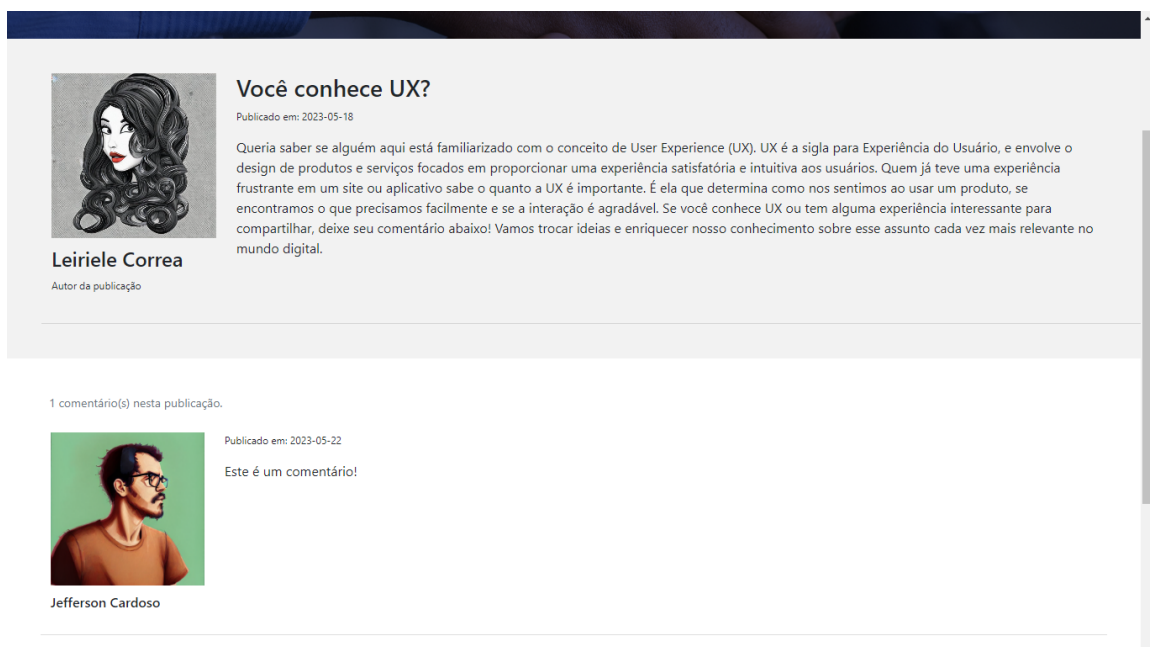 Você conhece UX?
Publicado em: 2023-05-18
Queria saber se alguém aqui está familiarizado com o conceito de User Experience (UX). UX é a sigla para Experiência do Usuário, e envolve o
design de produtos e serviços focados em proporcionar uma experiência satisfatória e intuitiva aos usuários. Quem já teve uma experiência
frustrante em um site ou aplicativo sabe o quanto a UX é importante. É ela que determina como nos sentimos ao usar um produto, se
encontramos o que precisamos facilmente e se a interação é agradável. Se você conhece UX ou tem alguma experiência interessante para
compartilhar, deixe seu comentário abaixo! Vamos trocar ideias e enriquecer nosso conhecimento sobre esse assunto cada vez mais relevante no
mundo digital.
Leiriele Correa
Autor da publicação
1 comentário(s) nesta publicação.
Publicado em: 2023-05-22
Este é um comentário!
Jefferson Cardoso